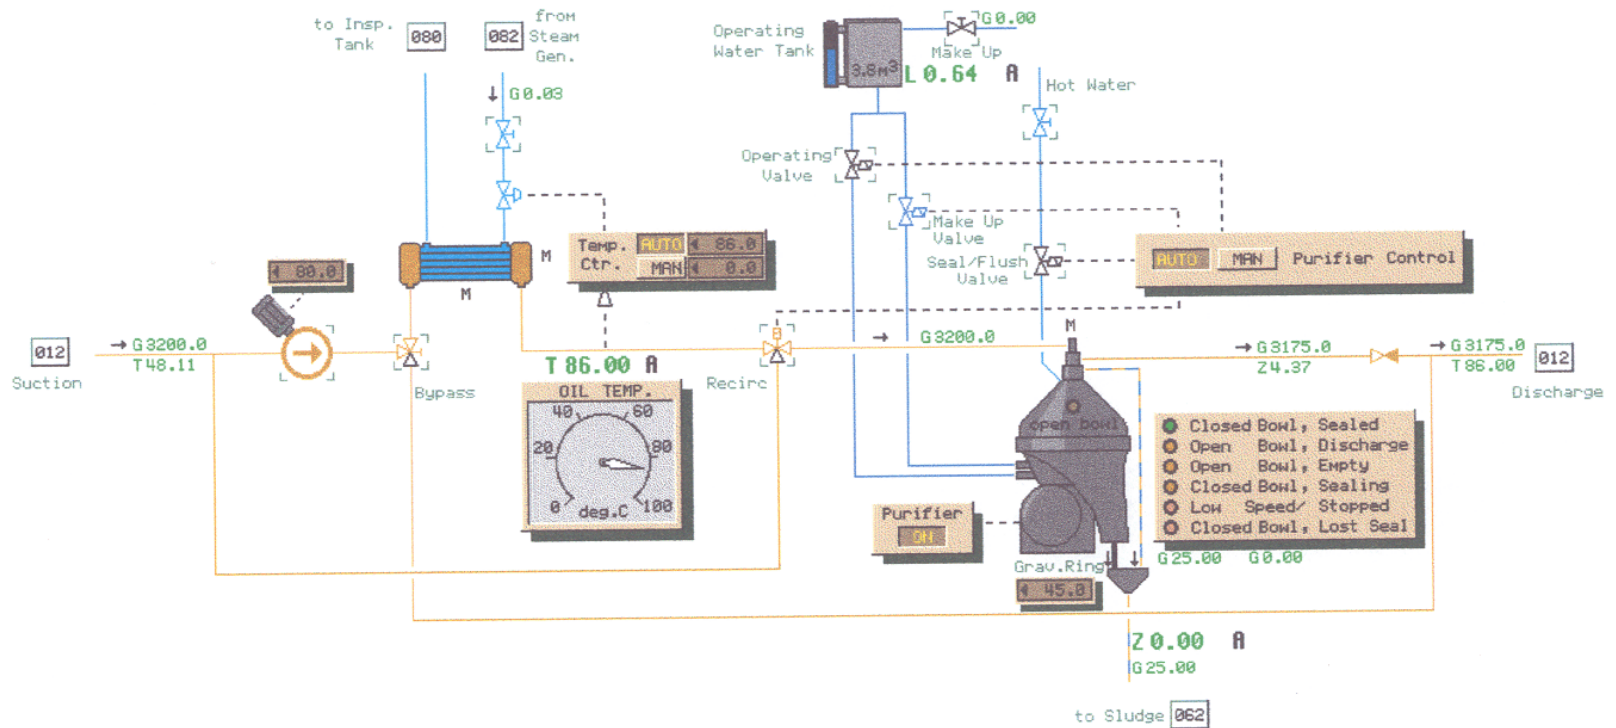 to Insp.
Tank
080
082
from
Steam
Gen.
G0.03
Operating
Water Tank
3.8м3
G0.00
Make Up
L 0.64 A
Hot Water
Operating
Valve
Make Up
Valve
Seal/Flush
Valve
AUTO MAN Purifier Control
Temp. AUTO 86.0
Ctr. MAN 0.0
M
M
80.0
012
Suction
G3200.0
T48.11
Bypass
T 86.00 A
Recirc
G3200.0
M
G3175.0
Z4.37
G3175.0
T86.00
012
Discharge
OIL TEMP.
0 20 40 60 80 100
deg.C
open bowl
Closed Bowl, Sealed
Open Bowl, Discharge
Open Bowl, Empty
Closed Bowl, Sealing
Low Speed/ Stopped
Closed Bowl, Lost Seal
Purifier
ON
G25.00 G0.00
Grav.Ring
45.0
Z 0.00 A
G25.00
to Sludge 062